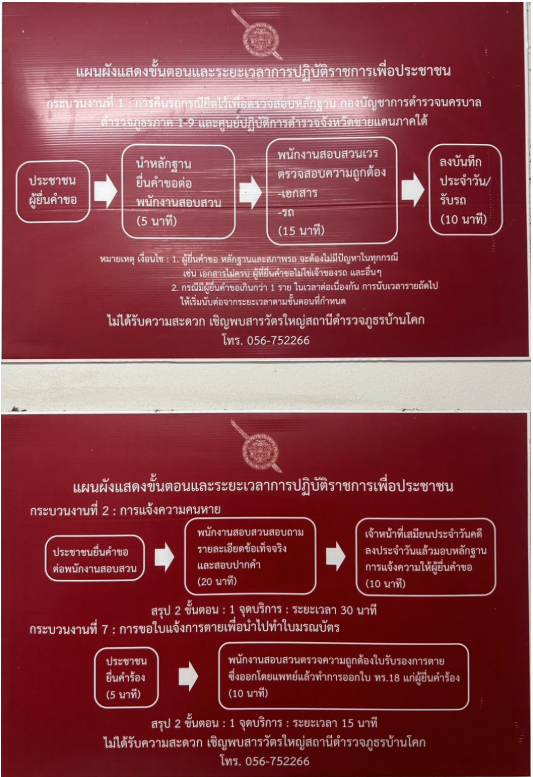 แผนผังแสดงขั้นตอนและระยะเวลาการปฏิบัติราชการเพื่อประชาชน
กระบวนงานที่ 1 : การคืนรถกรณียึดไว้เพื่อตรวจสอบหลักฐาน กองบัญชาการตำรวจนครบาล
ตำรวจภูธรภาค 1-9 และศูนย์ปฏิบัติการตำรวจจังหวัดชายแดนภาคใต้
ประชาชน
ผู้ยื่นคำขอ
นำหลักฐาน
ยื่นคำขอต่อ
พนักงานสอบสวน
(5 นาที)
พนักงานสอบสวนเวร
ตรวจสอบความถูกต้อง
-เอกสาร
-รถ
(15 นาที)
ลงบันทึก
ประจำวัน/
รับรถ
(10 นาที)
หมายเหตุ เงื่อนไข : 1. ผู้ยื่นคำขอ หลักฐานและสภาพรถ จะต้องไม่มีปัญหาในทุกกรณี
เช่น เอกสารไม่ครบ ผู้ที่ยื่นคำขอไม่ใช่เจ้าของรถ และอื่นๆ
2. กรณีมีผู้ยื่นคำขอเกินกว่า 1 ราย ในเวลาต่อเนื่องกัน การนับเวลารายถัดไป
ให้เริ่มนับต่อจากระยะเวลาตามขั้นตอนที่กำหนด
ไม่ได้รับความสะดวก เชิญพบสารวัตรใหญ่สถานีตำรวจภูธรบ้านโคก
โทร. 056-752266
แผนผังแสดงขั้นตอนและระยะเวลาการปฏิบัติราชการเพื่อประชาชน
กระบวนงานที่ 2 : การแจ้งความคนหาย
ประชาชนยื่นคำขอ
ต่อพนักงานสอบสวน
พนักงานสอบสวนสอบถาม
รายละเอียดข้อเท็จจริง
และสอบปากคำ
(20 นาที)
เจ้าหน้าที่เสมียนประจำวันคดี
ลงประจำวันแล้วมอบหลักฐาน
การแจ้งความให้ผู้ยื่นคำขอ
(10 นาที)
สรุป 2 ขั้นตอน : 1 จุดบริการ : ระยะเวลา 30 นาที
กระบวนงานที่ 7 : การขอใบแจ้งการตายเพื่อนำไปทำใบมรณบัตร
ประชาชน
ยื่นคำร้อง
(5 นาที)
พนักงานสอบสวนตรวจความถูกต้องใบรับรองการตาย
ซึ่งออกโดยแพทย์แล้วทำการออกใบ ทร.18 แก่ผู้ยื่นคำร้อง
(10 นาที)
สรุป 2 ขั้นตอน : 1 จุดบริการ : ระยะเวลา 15 นาที
ไม่ได้รับความสะดวก เชิญพบสารวัตรใหญ่สถานีตำรวจภูธรบ้านโคก
โทร. 056-752266